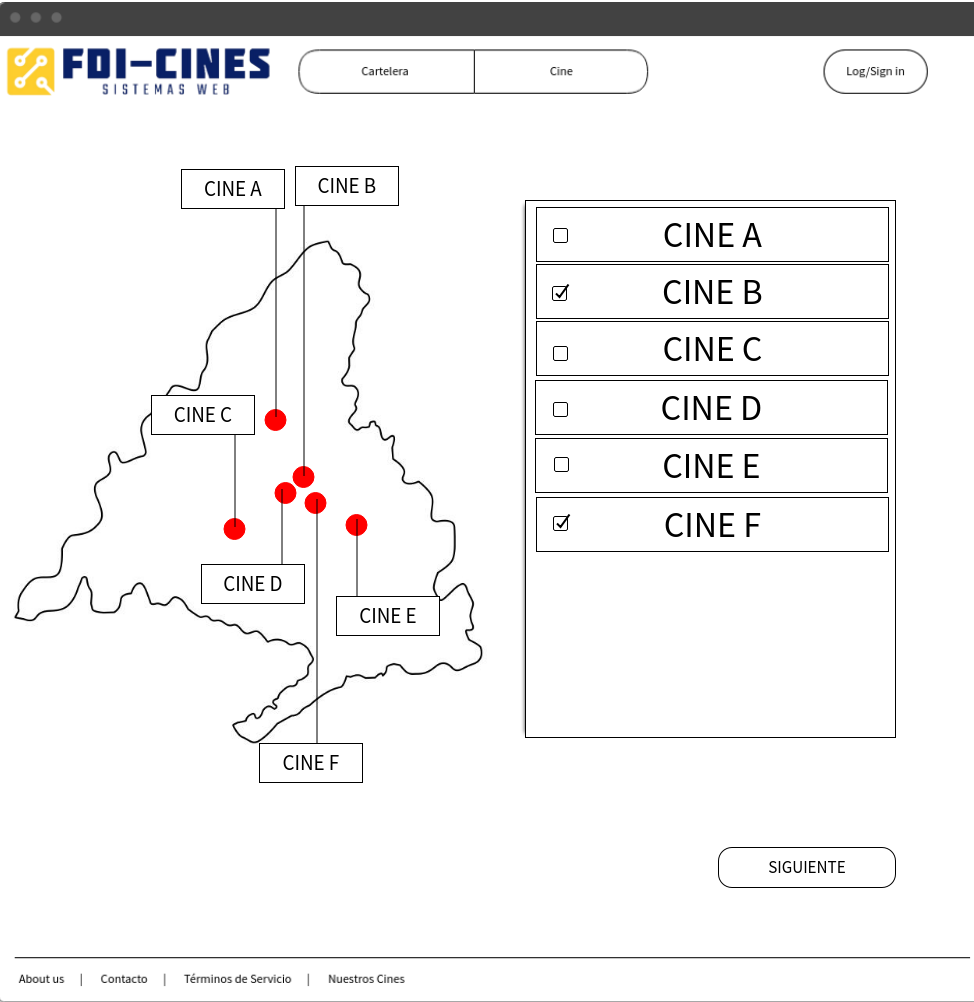 FDI-CINES
SISTEMAS WEB
Cartelera
Cine
Log/Sign in
CINE A
CINE B
CINE C
CINE D
CINE E
CINE F
CINE A
CINE B
CINE C
CINE D
CINE E
CINE F
SIGUIENTE
About us | Contacto | Términos de Servicio | Nuestros Cines